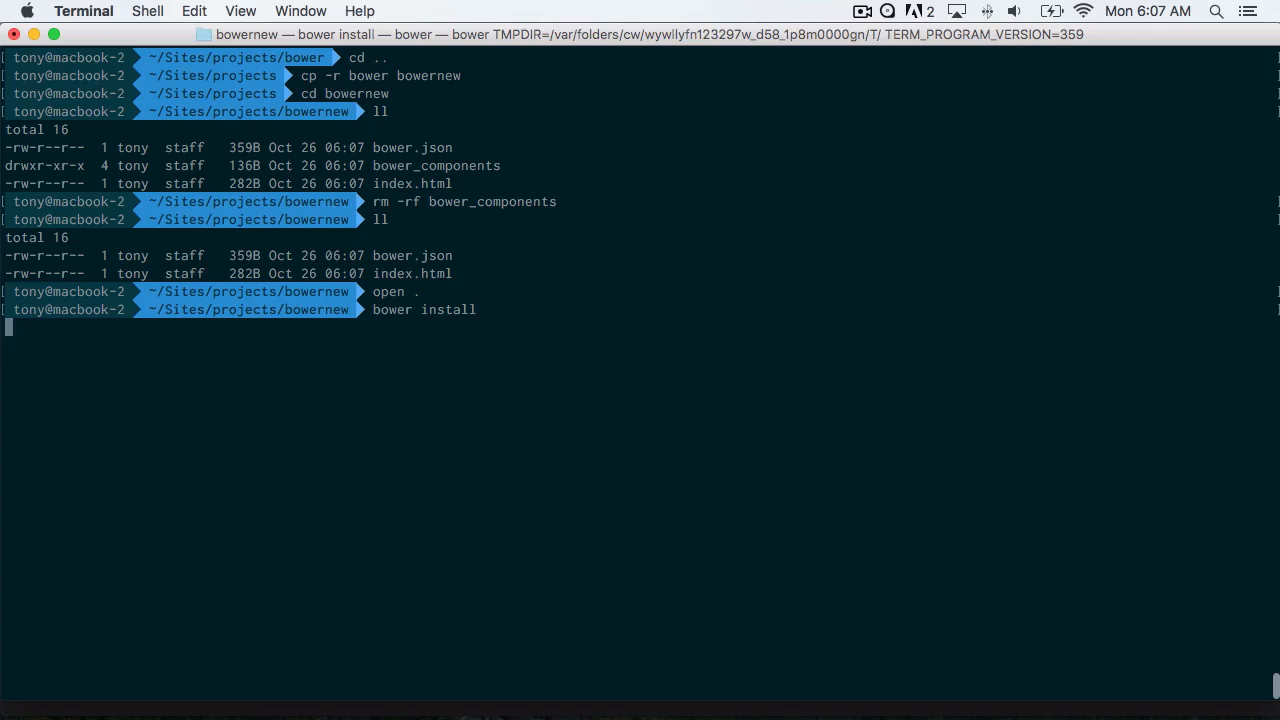 Terminal Shell Edit View Window Help 2 Mon 6:07 AM
bowernew — bower install — bower — bower TMPDIR=/var/folders/cw/wywllyfn123297w_d58_1p8m0000gn/T/ TERM_PROGRAM_VERSION=359
[ tony@macbook-2 ~/Sites/projects/bower cd .. ]
[ tony@macbook-2 ~/Sites/projects cp -r bower bowernew ]
[ tony@macbook-2 ~/Sites/projects cd bowernew ]
[ tony@macbook-2 ~/Sites/projects/bowernew ll ]
total 16
-rw-r--r-- 1 tony staff 359B Oct 26 06:07 bower.json
drwxr-xr-x 4 tony staff 136B Oct 26 06:07 bower_components
-rw-r--r-- 1 tony staff 282B Oct 26 06:07 index.html
[ tony@macbook-2 ~/Sites/projects/bowernew rm -rf bower_components ]
[ tony@macbook-2 ~/Sites/projects/bowernew ll ]
total 16
-rw-r--r-- 1 tony staff 359B Oct 26 06:07 bower.json
-rw-r--r-- 1 tony staff 282B Oct 26 06:07 index.html
[ tony@macbook-2 ~/Sites/projects/bowernew open . ]
[ tony@macbook-2 ~/Sites/projects/bowernew bower install ]